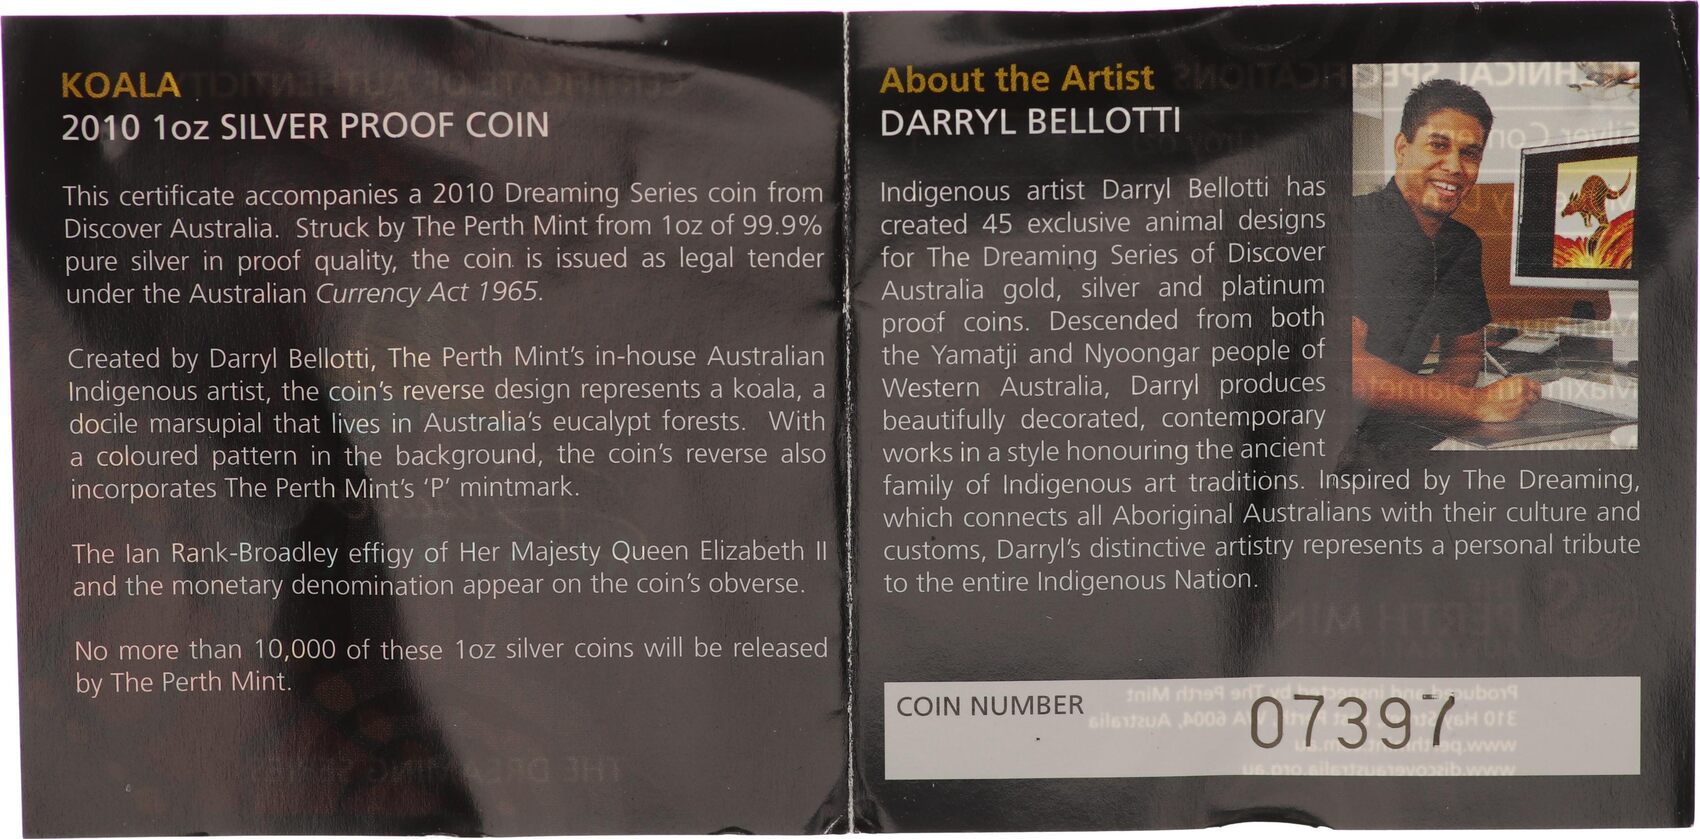 KOALA
2010 1oz SILVER PROOF COIN
This certificate accompanies a 2010 Dreaming Series coin from
Discover Australia. Struck by The Perth Mint from 1oz of 99.9%
pure silver in proof quality, the coin is issued as legal tender
under the Australian Currency Act 1965.
Created by Darryl Bellotti, The Perth Mint's in-house Australian
Indigenous artist, the coin's reverse design represents a koala, a
docile marsupial that lives in Australia's eucalypt forests. With
a coloured pattern in the background, the coin's reverse also
incorporates The Perth Mint's 'P' mintmark.
The Ian Rank-Broadley effigy of Her Majesty Queen Elizabeth II
and the monetary denomination appear on the coin's obverse.
No more than 10,000 of these 1oz silver coins will be released
by The Perth Mint.
About the Artist
DARRYL BELLOTTI
Indigenous artist Darryl Bellotti has
created 45 exclusive animal designs
for The Dreaming Series of Discover
Australia gold, silver and platinum
proof coins. Descended from both
the Yamatji and Nyoongar people of
Western Australia, Darryl produces
beautifully decorated, contemporary
works in a style honouring the ancient
family of Indigenous art traditions. Inspired by The Dreaming,
which connects all Aboriginal Australians with their culture and
customs, Darryl's distinctive artistry represents a personal tribute
to the entire Indigenous Nation.
COIN NUMBER 07397